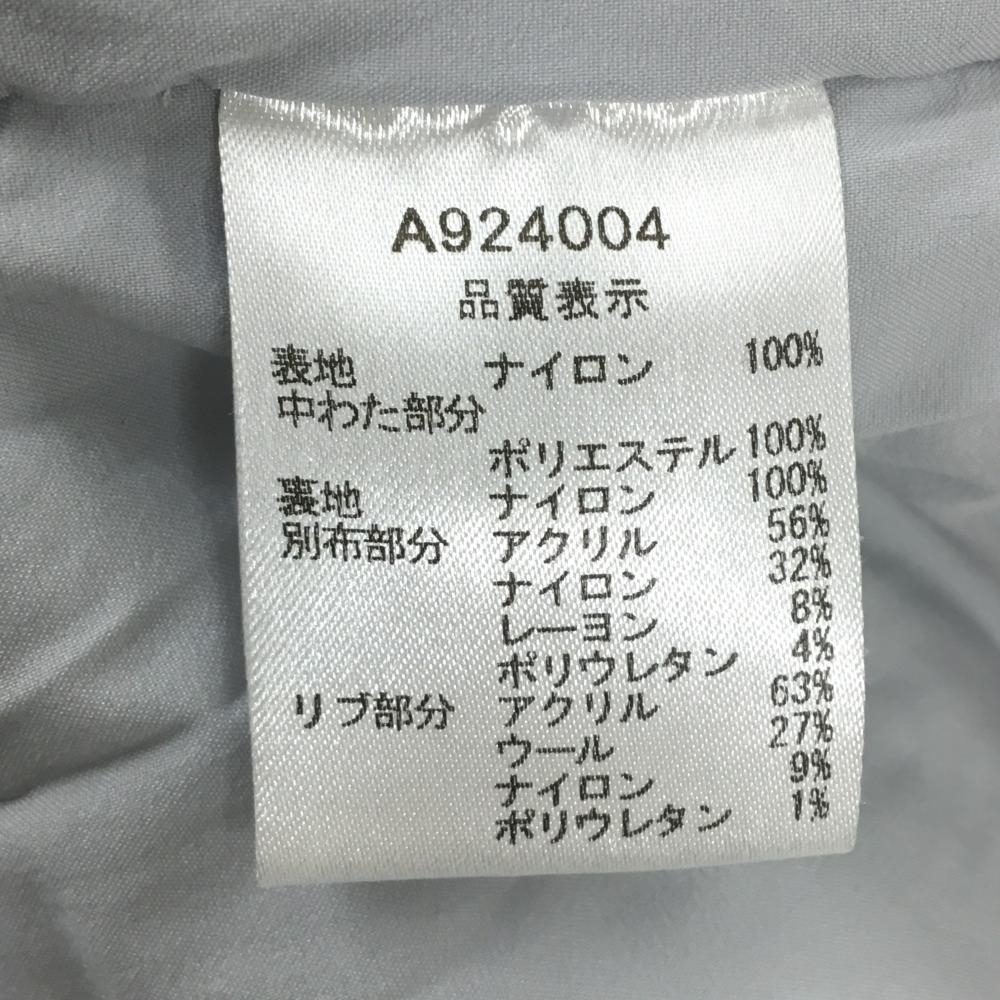 A924004
品質表示
表地 ナイロン 100%
中わた部分
ポリエステル 100%
裏地 ナイロン 100%
別布部分 アクリル 56%
ナイロン 32%
レーヨン 8%
ポリウレタン 4%
リブ部分 アクリル 63%
ウール 27%
ナイロン 9%
ポリウレタン 1%